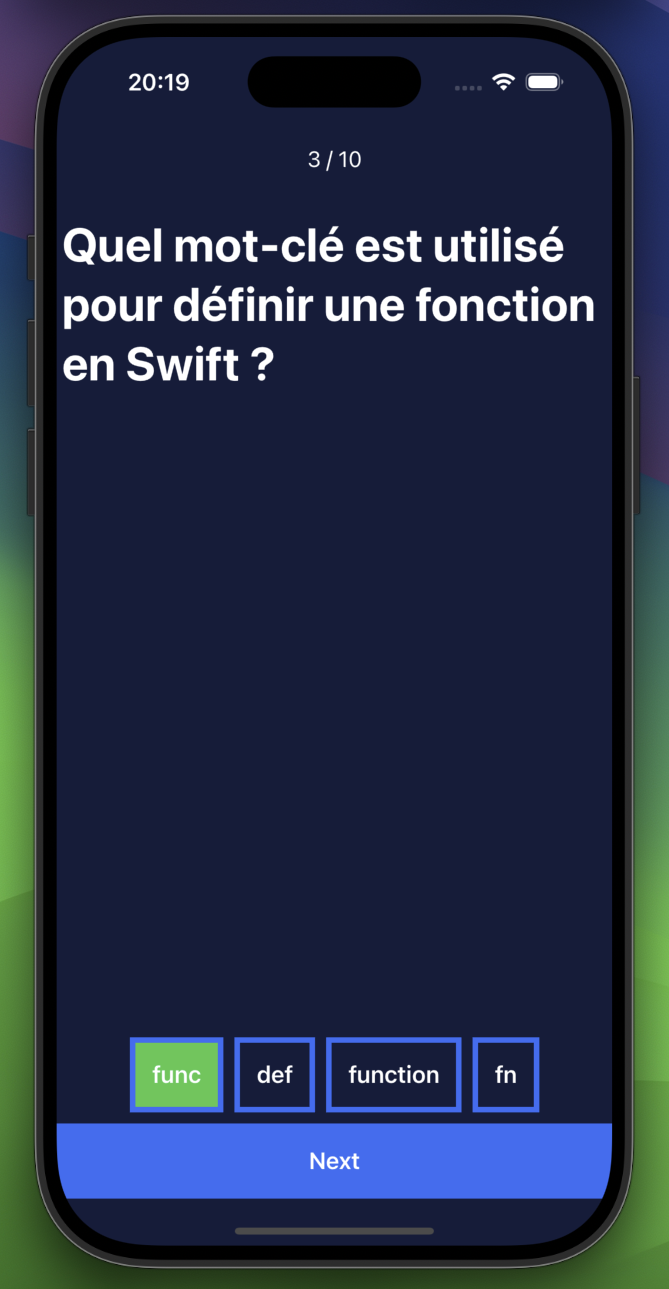 20:19
3 / 10
Quel mot-clé est utilisé
pour définir une fonction
en Swift ?
func
def
function
fn
Next